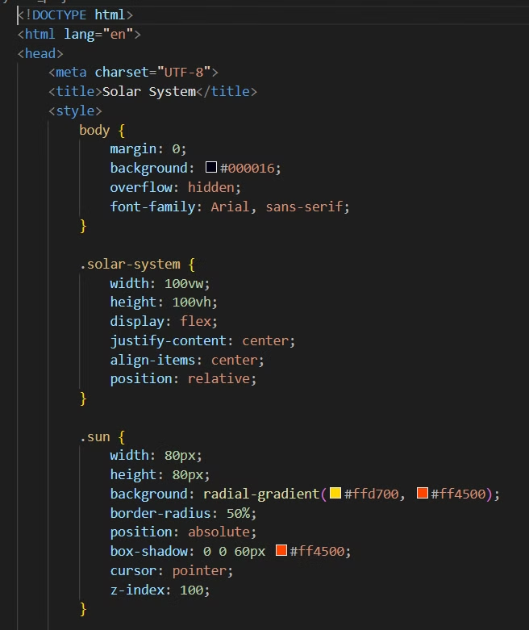 <!DOCTYPE html>
<html lang="en">
<head>
    <meta charset="UTF-8">
    <title>Solar System</title>
    <style>
        body {
            margin: 0;
            background: #000016;
            overflow: hidden;
            font-family: Arial, sans-serif;
        }

        .solar-system {
            width: 100vw;
            height: 100vh;
            display: flex;
            justify-content: center;
            align-items: center;
            position: relative;
        }

        .sun {
            width: 80px;
            height: 80px;
            background: radial-gradient(#ffd700, #ff4500);
            border-radius: 50%;
            position: absolute;
            box-shadow: 0 0 60px #ff4500;
            cursor: pointer;
            z-index: 100;
        }